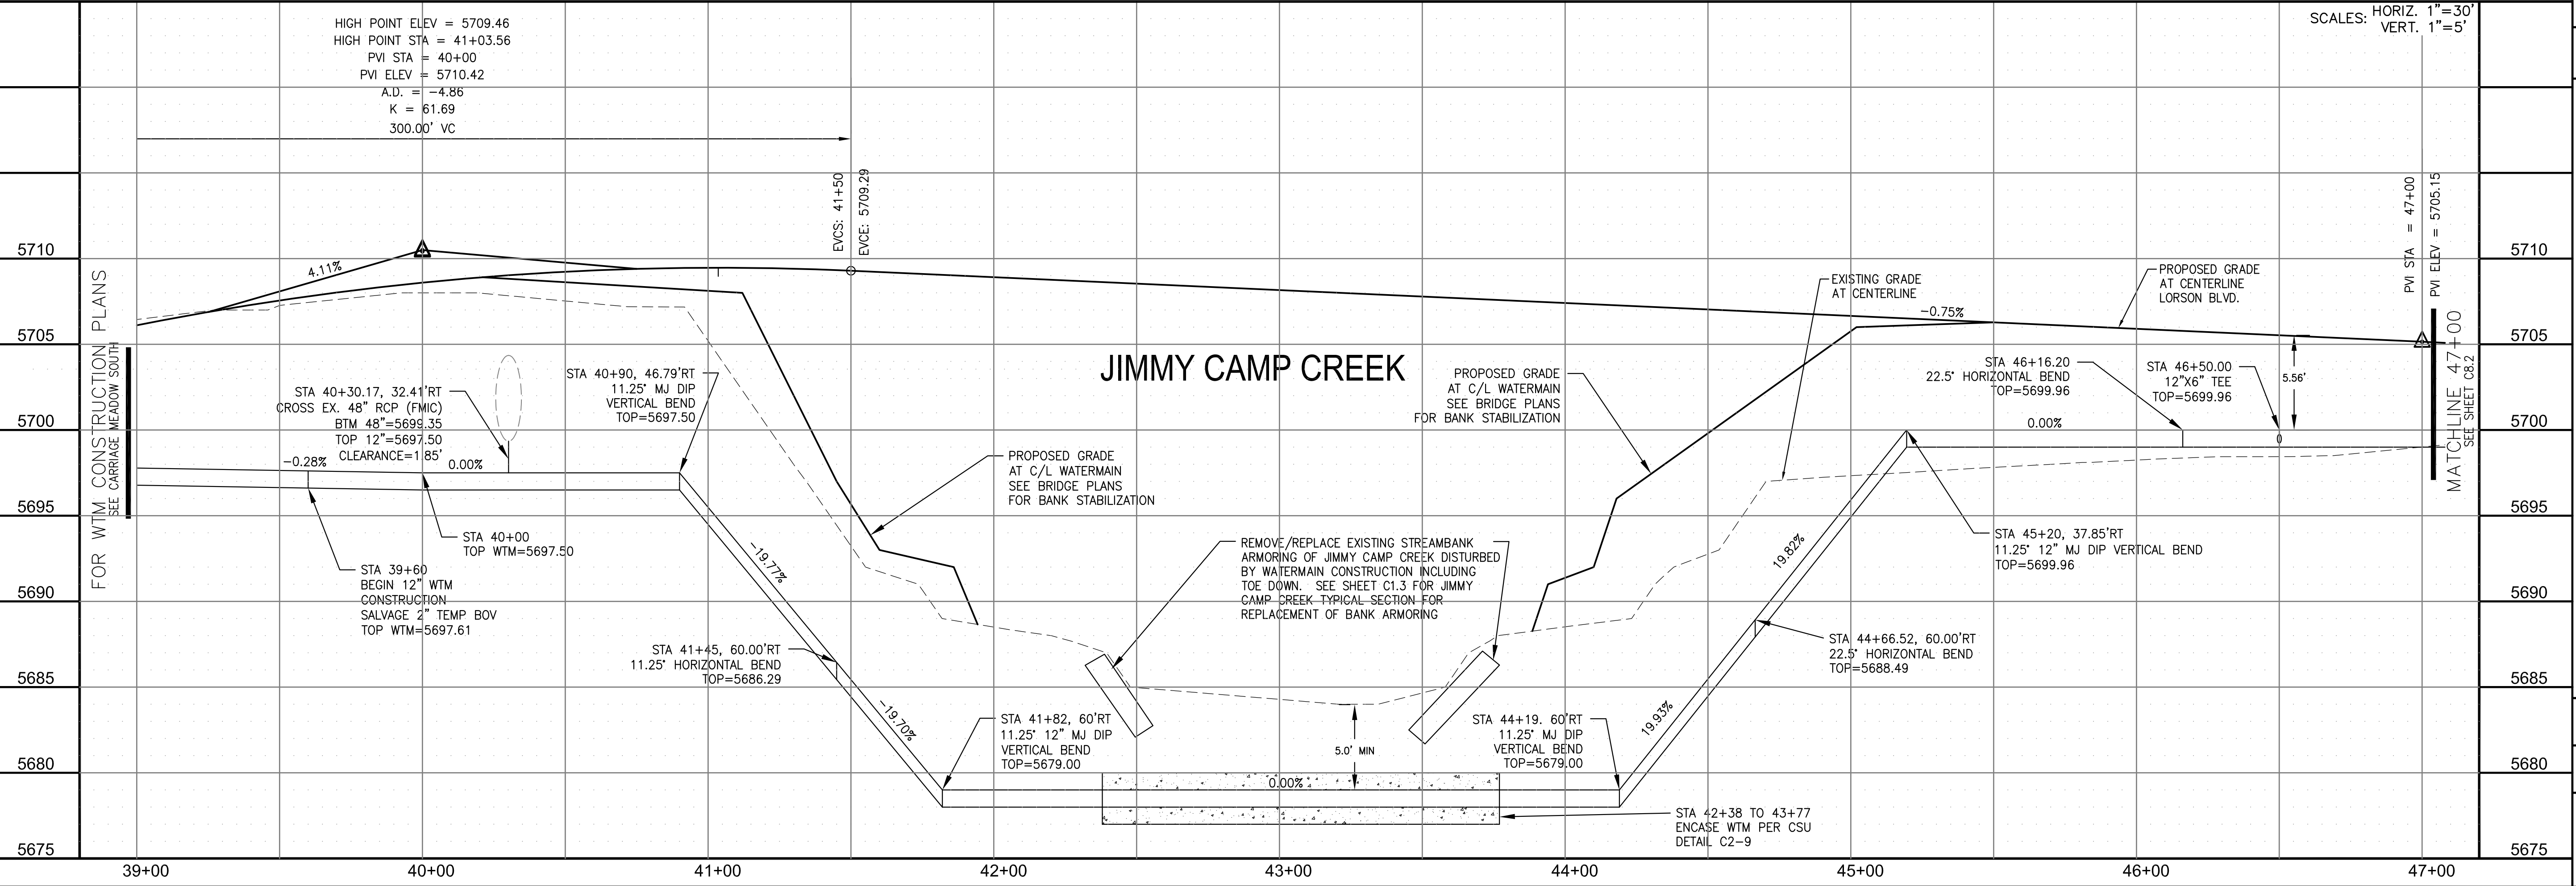 HIGH POINT ELEV = 5709.46
HIGH POINT STA = 41+03.56
PVI STA = 40+00
PVI ELEV = 5710.42
A.D. = -4.86
K = 61.69
300.00' VC
SCALES: HORIZ. 1"=30'
VERT. 1"=5'
EVCS: 41+50
EVCE: 5709.29
PVI STA = 47+00
PVI ELEV = 5705.15
5710
5705
5700
5695
5690
5685
5680
5675
FOR WTM CONSTRUCTION PLANS
SEE CARRIAGE MEADOW SOUTH
4.11%
STA 40+30.17, 32.41'RT
CROSS EX. 48" RCP (FMIC)
BTM 48"=5699.35
TOP 12"=5697.50
CLEARANCE=1.85'
-0.28%
0.00%
STA 40+90, 46.79'RT
11.25° MJ DIP
VERTICAL BEND
TOP=5697.50
STA 40+00
TOP WTM=5697.50
STA 39+60
BEGIN 12" WTM
CONSTRUCTION
SALVAGE 2" TEMP BOV
TOP WTM=5697.61
-19.77%
STA 41+45, 60.00'RT
11.25° HORIZONTAL BEND
TOP=5686.29
-19.70%
PROPOSED GRADE
AT C/L WATERMAIN
SEE BRIDGE PLANS
FOR BANK STABILIZATION
JIMMY CAMP CREEK
REMOVE/REPLACE EXISTING STREAMBANK
ARMORING OF JIMMY CAMP CREEK DISTURBED
BY WATERMAIN CONSTRUCTION INCLUDING
TOE DOWN. SEE SHEET C1.3 FOR JIMMY
CAMP CREEK TYPICAL SECTION FOR
REPLACEMENT OF BANK ARMORING
STA 41+82, 60'RT
11.25° 12" MJ DIP
VERTICAL BEND
TOP=5679.00
5.0' MIN
0.00%
STA 44+19. 60'RT
11.25° MJ DIP
VERTICAL BEND
TOP=5679.00
STA 42+38 TO 43+77
ENCASE WTM PER CSU
DETAIL C2-9
PROPOSED GRADE
AT C/L WATERMAIN
SEE BRIDGE PLANS
FOR BANK STABILIZATION
19.93%
19.82%
STA 44+66.52, 60.00'RT
22.5° HORIZONTAL BEND
TOP=5688.49
STA 45+20, 37.85'RT
11.25° 12" MJ DIP VERTICAL BEND
TOP=5699.96
EXISTING GRADE
AT CENTERLINE
-0.75%
PROPOSED GRADE
AT CENTERLINE
LORSON BLVD.
STA 46+16.20
22.5° HORIZONTAL BEND
TOP=5699.96
STA 46+50.00
12"X6" TEE
TOP=5699.96
5.56'
0.00%
MATCHLINE 47+00
SEE SHEET C8.2
5710
5705
5700
5695
5690
5685
5680
5675
39+00
40+00
41+00
42+00
43+00
44+00
45+00
46+00
47+00